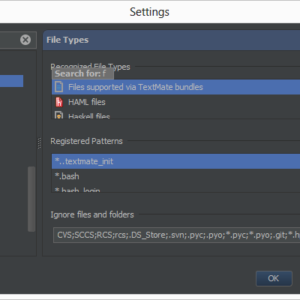 Settings
File Types
Recognized File Types
Search for: f
Files supported via TextMate bundles
HAML files
Haskell files
Registered Patterns
*..textmate_init
*.bash
*.bash_login
Ignore files and folders
CVS;SCCS;RCS;rcs;.DS_Store;.svn;.pyc;.pyo;*.pyc;*.pyo;.git;*.h
OK